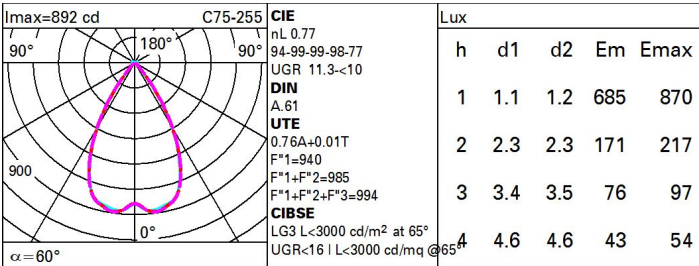 Imax=892 cd C75-255
90° 180° 90°
900
0°
α=60°
CIE
nL 0.77
94-99-99-98-77
UGR 11.3-<10
DIN
A.61
UTE
0.76A+0.01T
F"1=940
F"1+F"2=985
F"1+F"2+F"3=994
CIBSE
LG3 L<3000 cd/m² at 65°
UGR<16 | L<3000 cd/mq @65°
Lux
h d1 d2 Em Emax
1 1.1 1.2 685 870
2 2.3 2.3 171 217
3 3.4 3.5 76 97
4 4.6 4.6 43 54